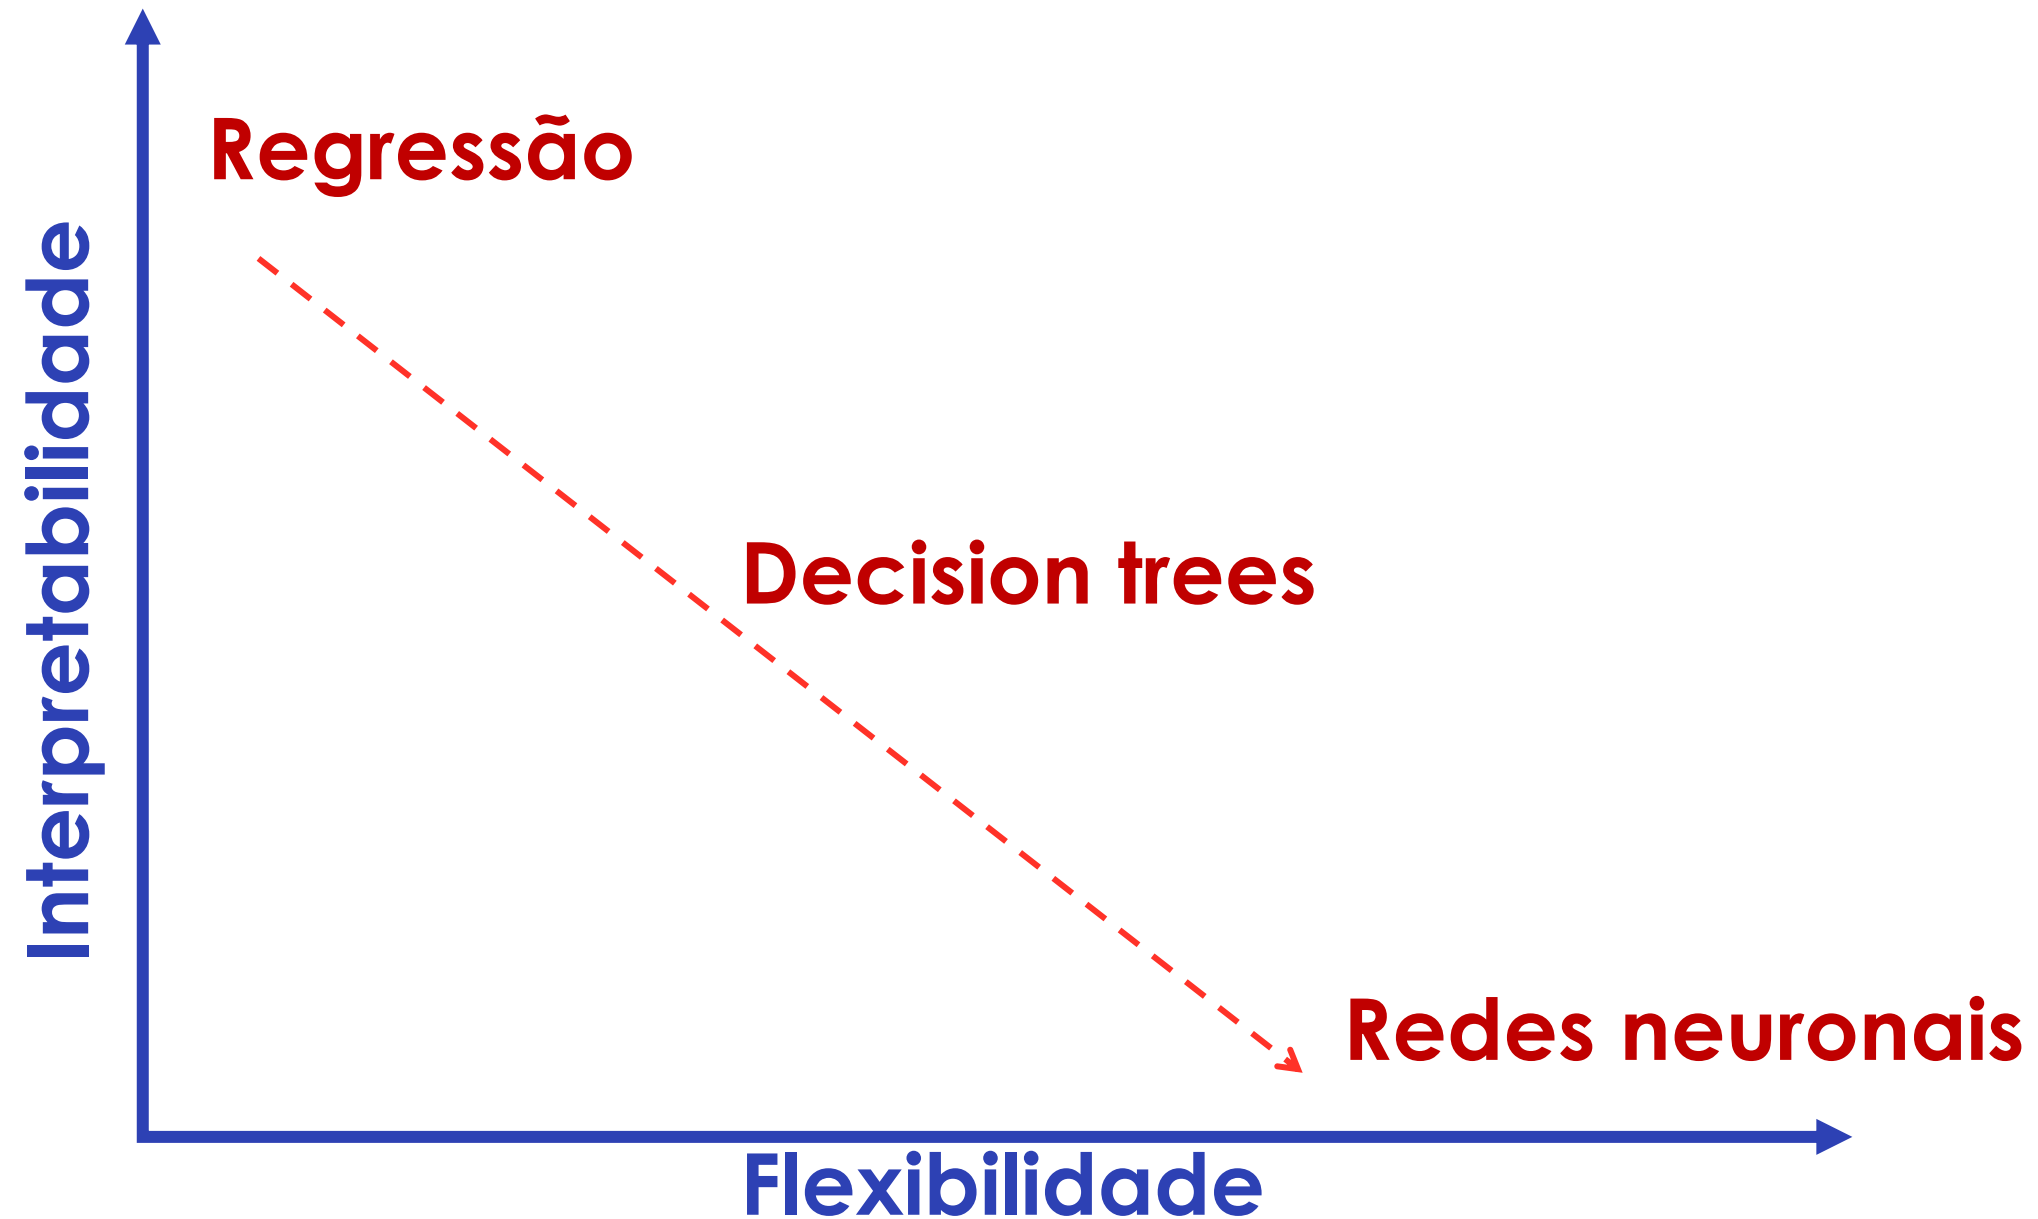 Regressão
Interpretabilidade
Decision trees
Redes neuronais
Flexibilidade